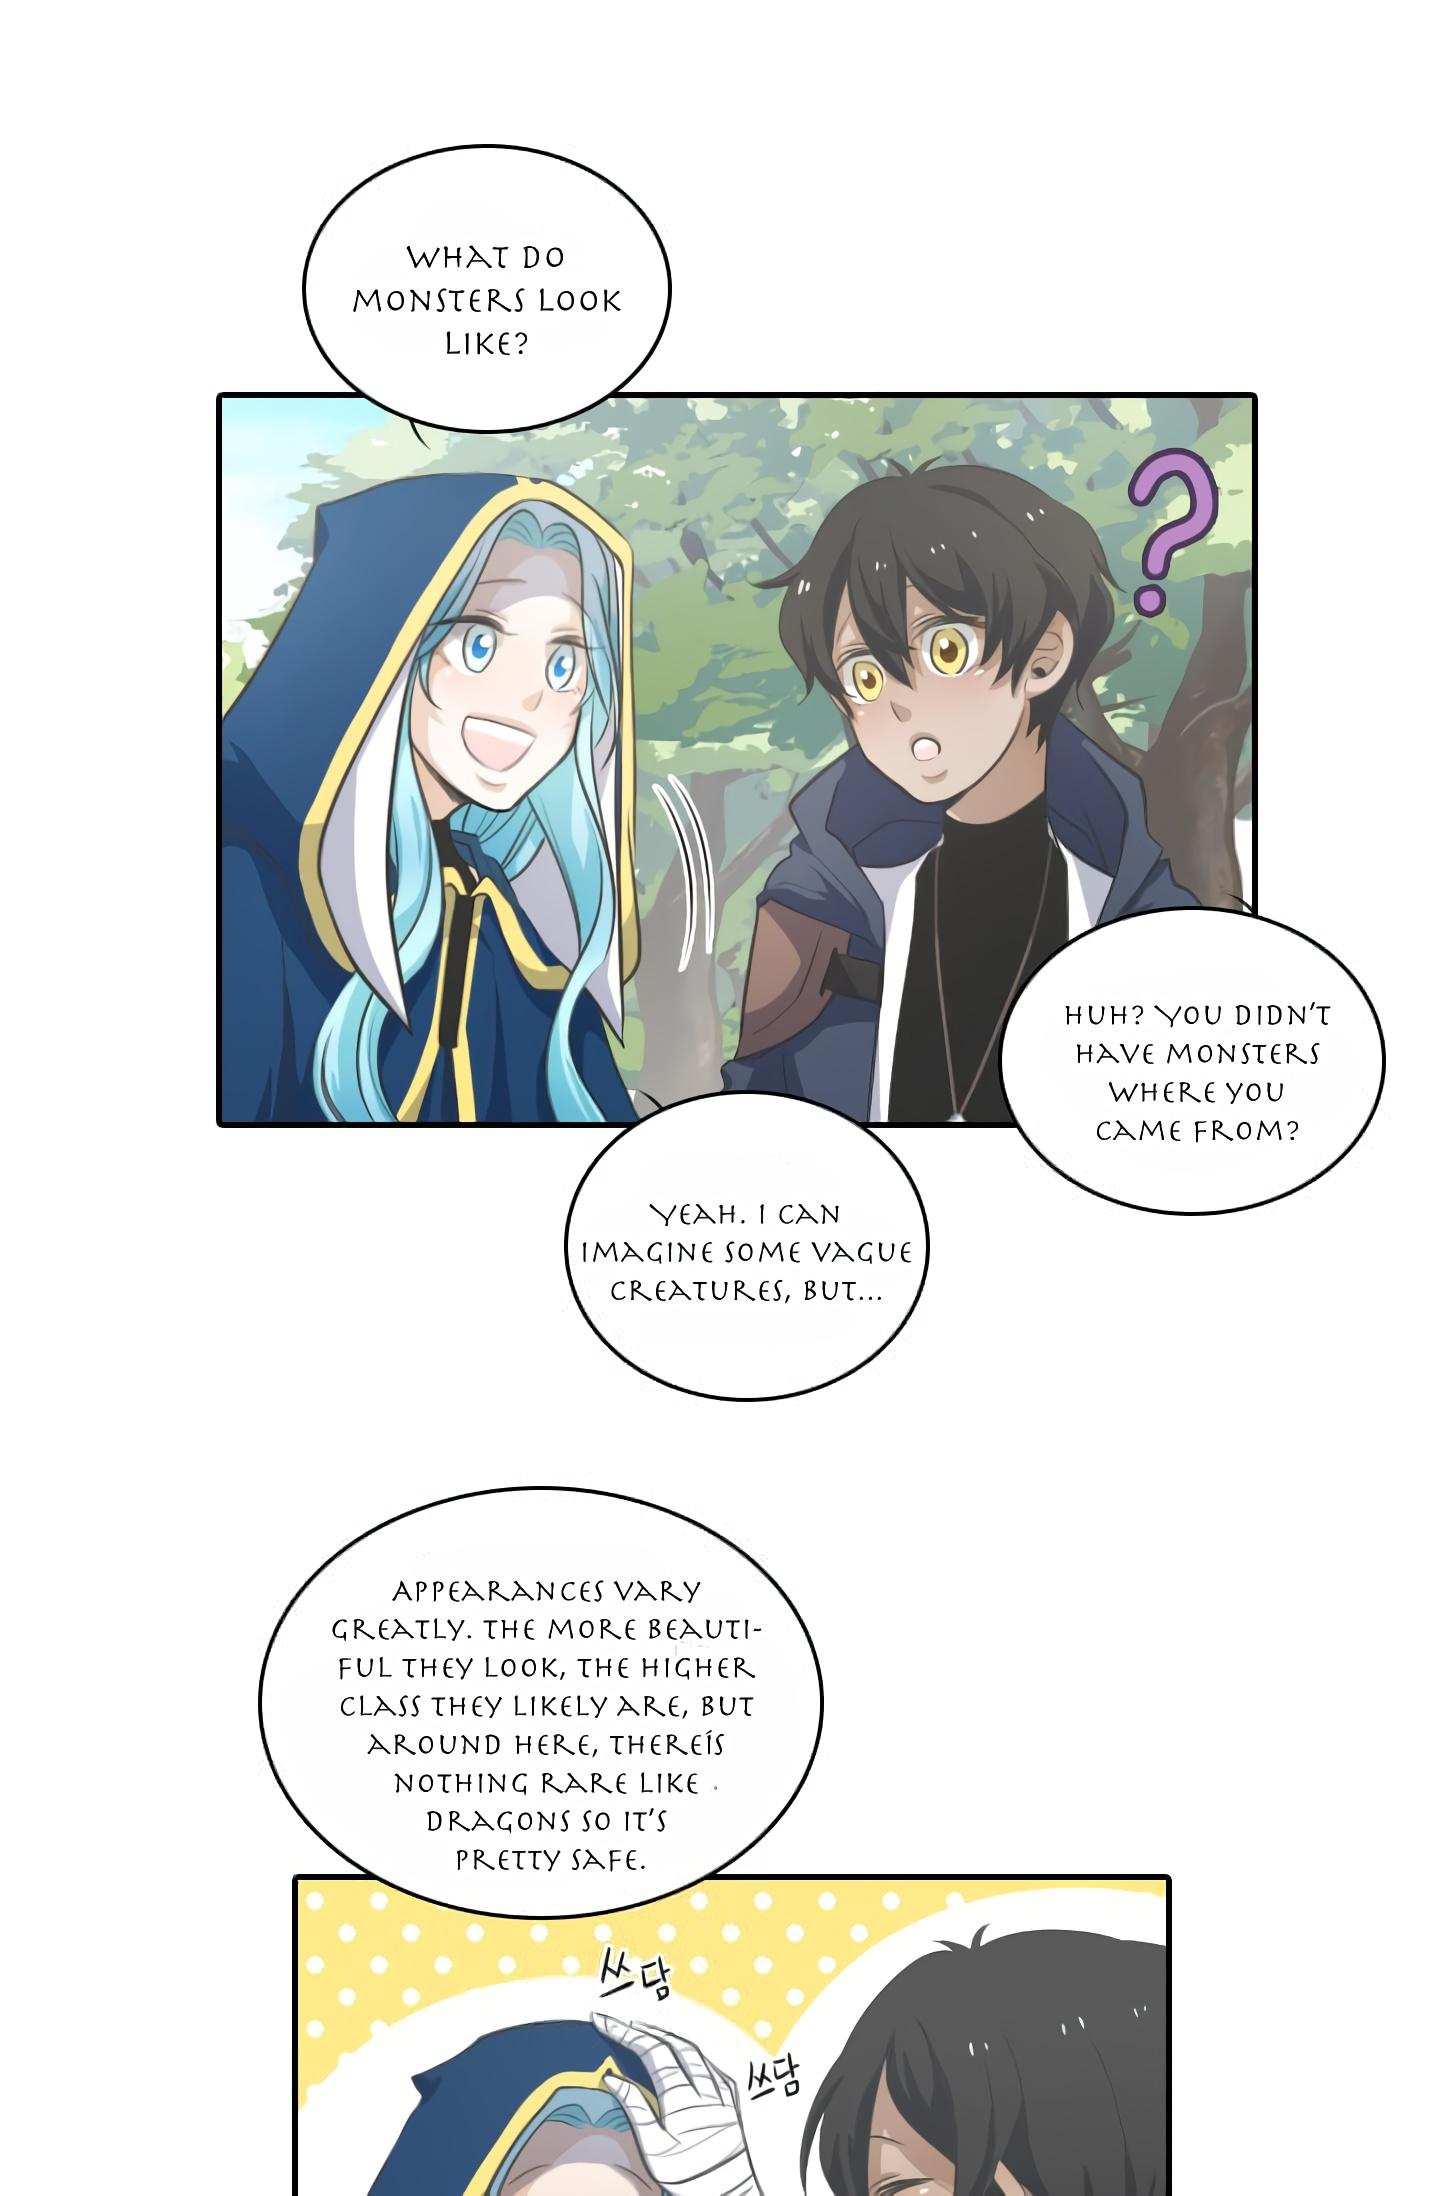 WHAT DO
MONSTERS LOOK
LIKE?
HUH? YOU DIDN'T
HAVE MONSTERS
WHERE YOU
CAME FROM?
YEAH. I CAN
IMAGINE SOME VAGUE
CREATURES, BUT...
APPEARANCES VARY
GREATLY. THE MORE BEAUTI-
FUL THEY LOOK, THE HIGHER
CLASS THEY LIKELY ARE, BUT
AROUND HERE, THEREÍS
NOTHING RARE LIKE
DRAGONS SO IT'S
PRETTY SAFE.
쓰담
쓰담